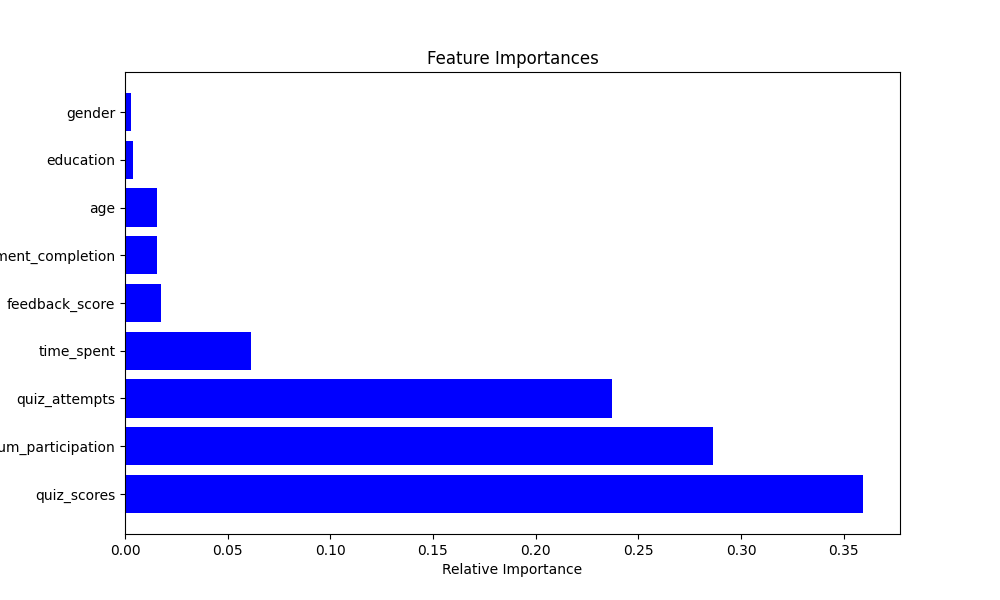 Feature Importances
gender
education
age
ment_completion
feedback_score
time_spent
quiz_attempts
um_participation
quiz_scores
0.00 0.05 0.10 0.15 0.20 0.25 0.30 0.35
Relative Importance